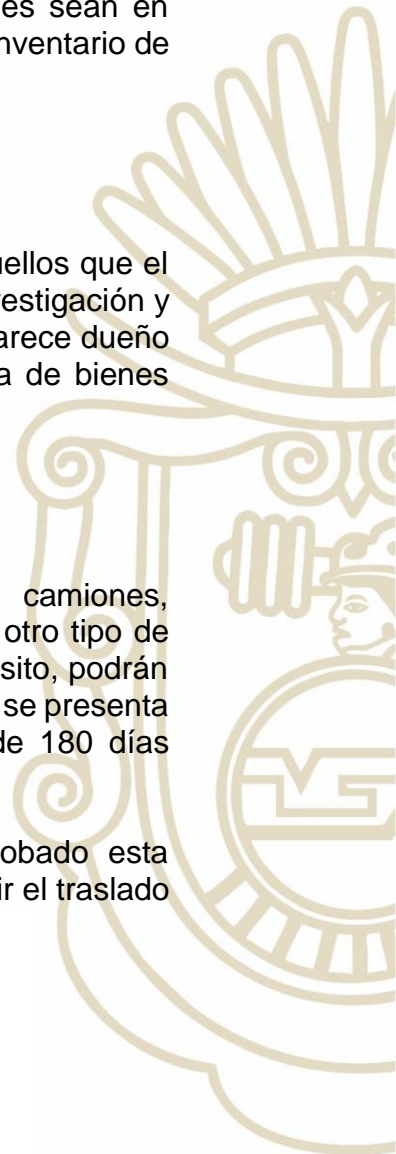 es sean en
nventario de
uellos que el
vestigación y
arece dueño
a de bienes
camiones,
otro tipo de
sito, podrán
se presenta
de 180 días
obado esta
ir el traslado